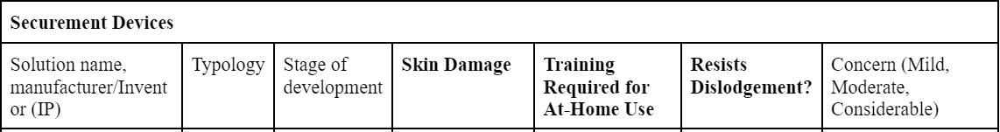 Securement Devices
Solution name,
manufacturer/Invent
or (IP)
Typology
Stage of
development
Skin Damage
Training
Required for
At-Home Use
Resists
Dislodgement?
Concern (Mild,
Moderate,
Considerable)